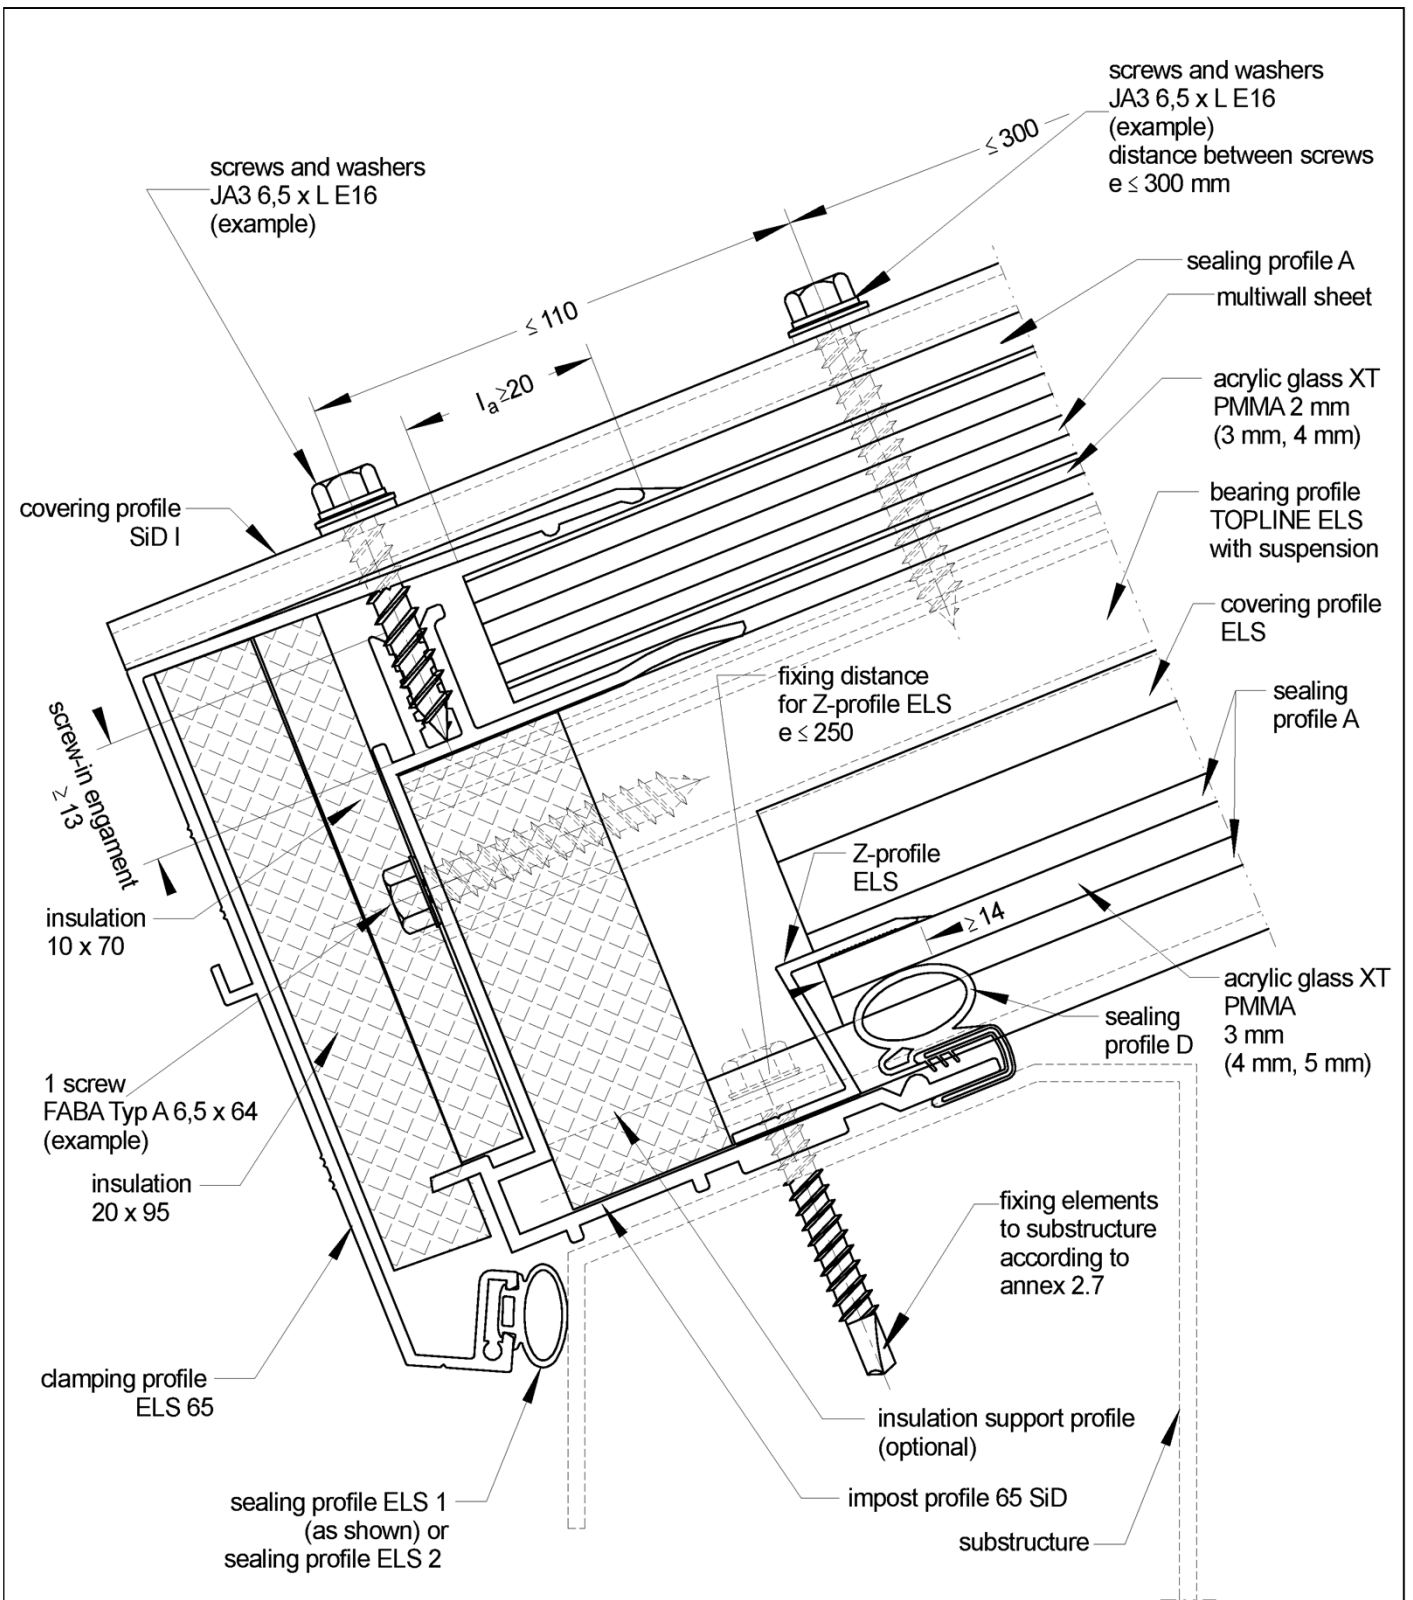 screws and washers
JA3 6,5 x L E16
(example)
distance between screws
e ≤ 300 mm
≤ 300
screws and washers
JA3 6,5 x L E16
(example)
sealing profile A
multiwall sheet
≤ 110
acrylic glass XT
PMMA 2 mm
(3 mm, 4 mm)
la≥20
bearing profile
TOPLINE ELS
with suspension
covering profile
SiD I
covering profile
ELS
fixing distance
for Z-profile ELS
e ≤ 250
sealing
profile A
screw-in engament
≥ 13
Z-profile
ELS
≥ 14
insulation
10 x 70
acrylic glass XT
PMMA
3 mm
(4 mm, 5 mm)
sealing
profile D
1 screw
FABA Typ A 6,5 x 64
(example)
insulation
20 x 95
fixing elements
to substructure
according to
annex 2.7
clamping profile
ELS 65
insulation support profile
(optional)
impost profile 65 SiD
sealing profile ELS 1
(as shown) or
sealing profile ELS 2
substructure